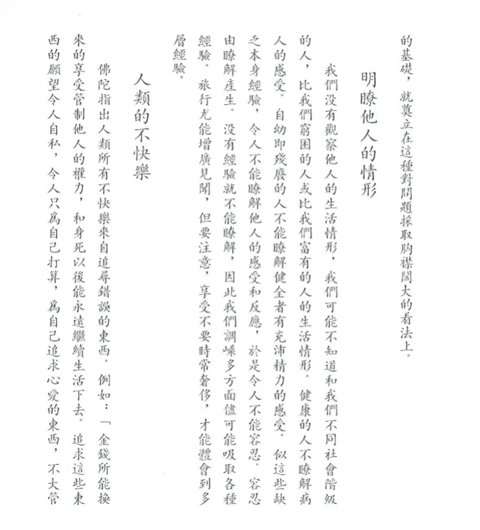 的基礎，就奠立在這種對問題採取胸襟闊大的看法上。
明瞭他人的情形
我們没有觀察他人的生活情形，我們可能不知道和我們不同社會階級
的人，比我們窮困的人或比我們富有的人的生活情形。健康的人不瞭解病
人的感受。自幼即殘廢的人不能瞭解健全者有充沛精力的感受。似這些缺
乏本身經驗，令人不能瞭解他人的感受和反應，於是令人不能容忍。容忍
由瞭解產生。没有經驗就不能瞭解，因此我們調嵊多方面儘可能吸取各種
經驗。旅行尤能增廣見聞，但要注意，享受不要時常奢侈，才能體會到多
層經驗。
人類的不快樂
佛陀指出人類所有不快樂來自追尋錯誤的東西。例如：「金錢所能換
來的享受管制他人的權力，和身死以後能永遠繼續生活下去。追求這些東
西的願望令人自私，令人只為自己打算，為自己追求心愛的東西，不大管